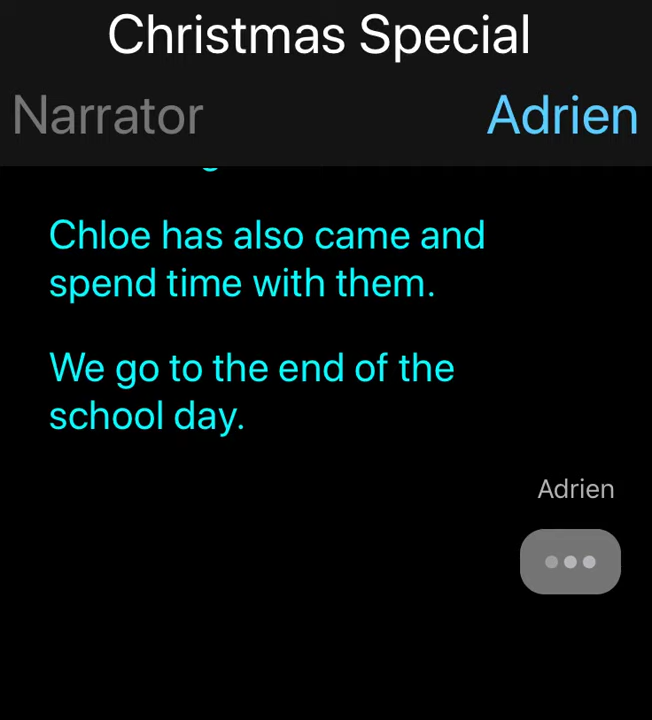 Christmas Special
Narrator
Adrien
Chloe has also came and
spend time with them.
We go to the end of the
school day.
Adrien